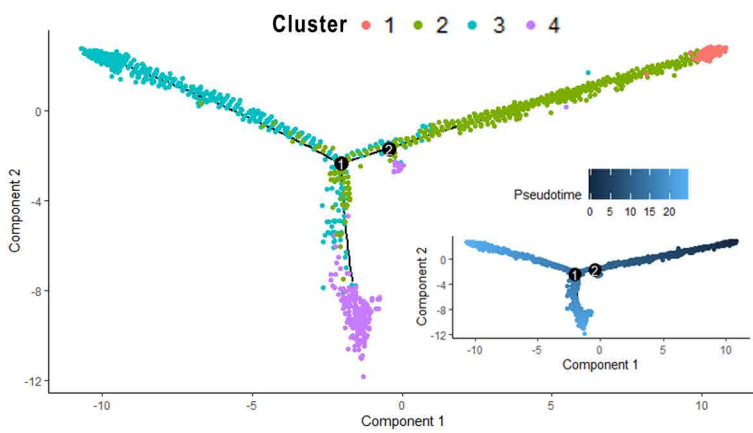 Cluster 1 2 3 4
0
-4
-8
-12
Component 2
-10 -5 0 5 10
Component 1
1
2
Pseudotime
0 5 10 15 20
0
-4
-8
-12
Component 2
1 2
-10 -5 0 5 10
Component 1